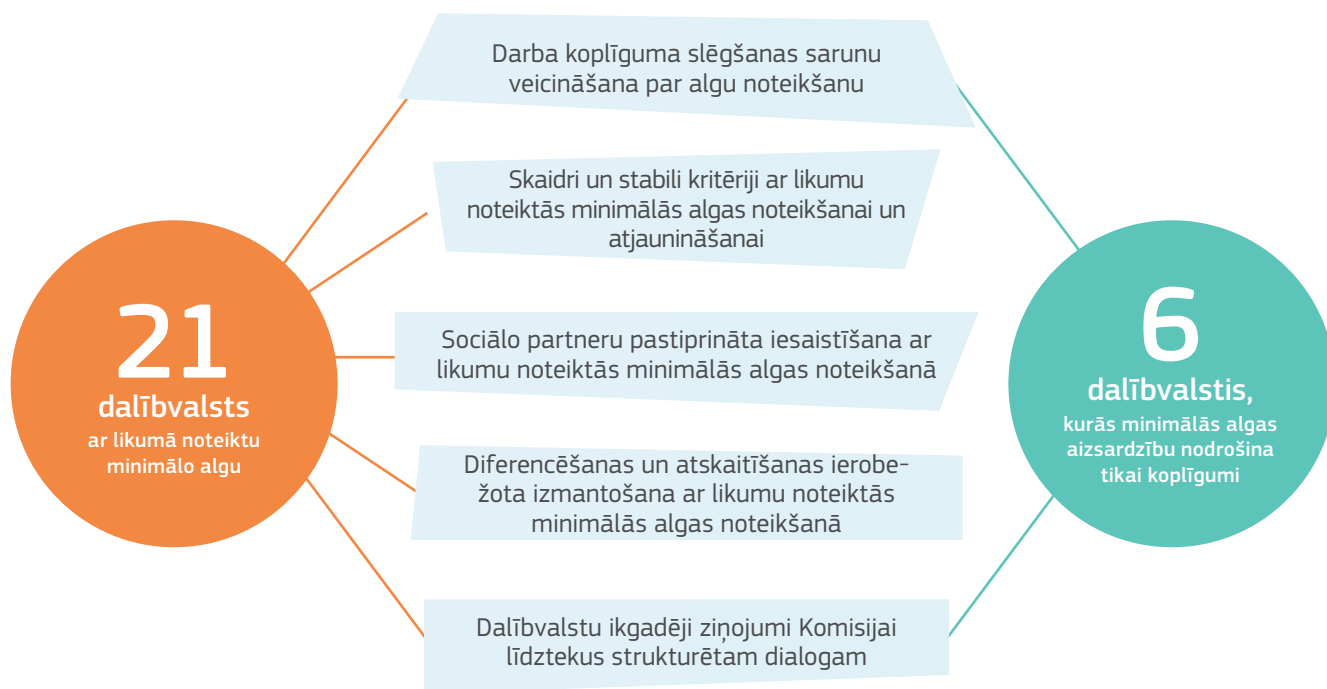 Darba koplīguma slēgšanas sarunu
veicināšana par algu noteikšanu
Skaidri un stabili kritēriji ar likumu
noteiktās minimālās algas noteikšanai un
atjaunināšanai
21
dalībvalsts
ar likumā noteiktu
minimālo algu
Sociālo partneru pastiprināta iesaistīšana ar
likumu noteiktās minimālās algas noteikšanā
6
dalībvalstis,
kurās minimālās algas
aizsardzību nodrošina
tikai koplīgumi
Diferencēšanas un atskaitīšanas ierobe-
žota izmantošana ar likumu noteiktās
minimālās algas noteikšanā
Dalībvalstu ikgadēji ziņojumi Komisijai
līdztekus strukturētam dialogam